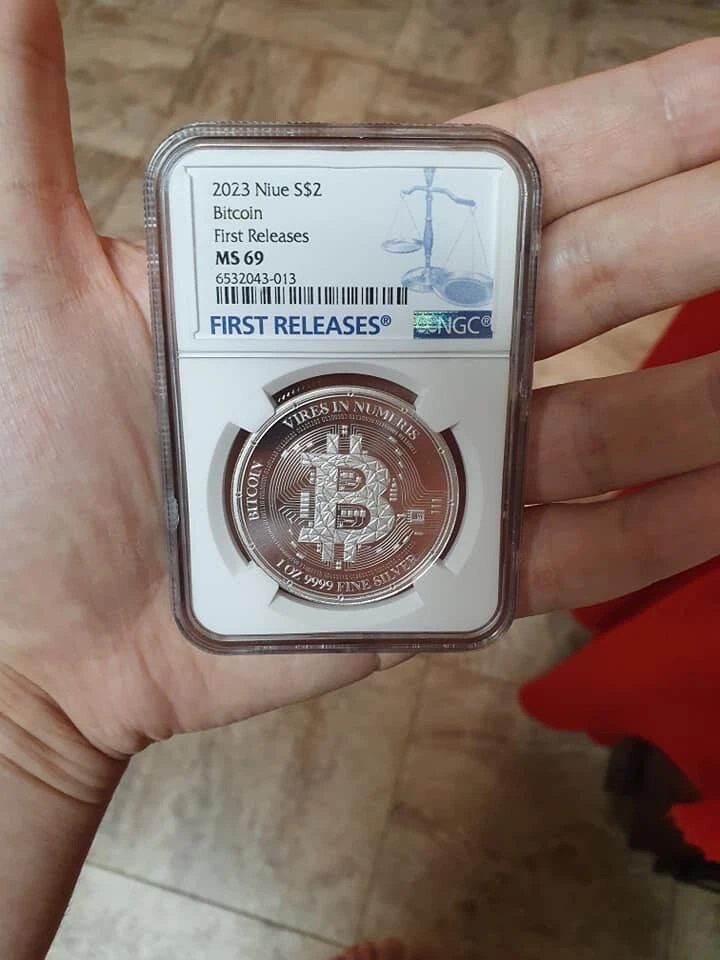 2023 Niue S$2
Bitcoin
First Releases
MS 69
6532043-013
FIRST RELEASES®
NGC®
VIRES IN NUMERIS
BITCOIN
1 OZ 9999 FINE SILVER